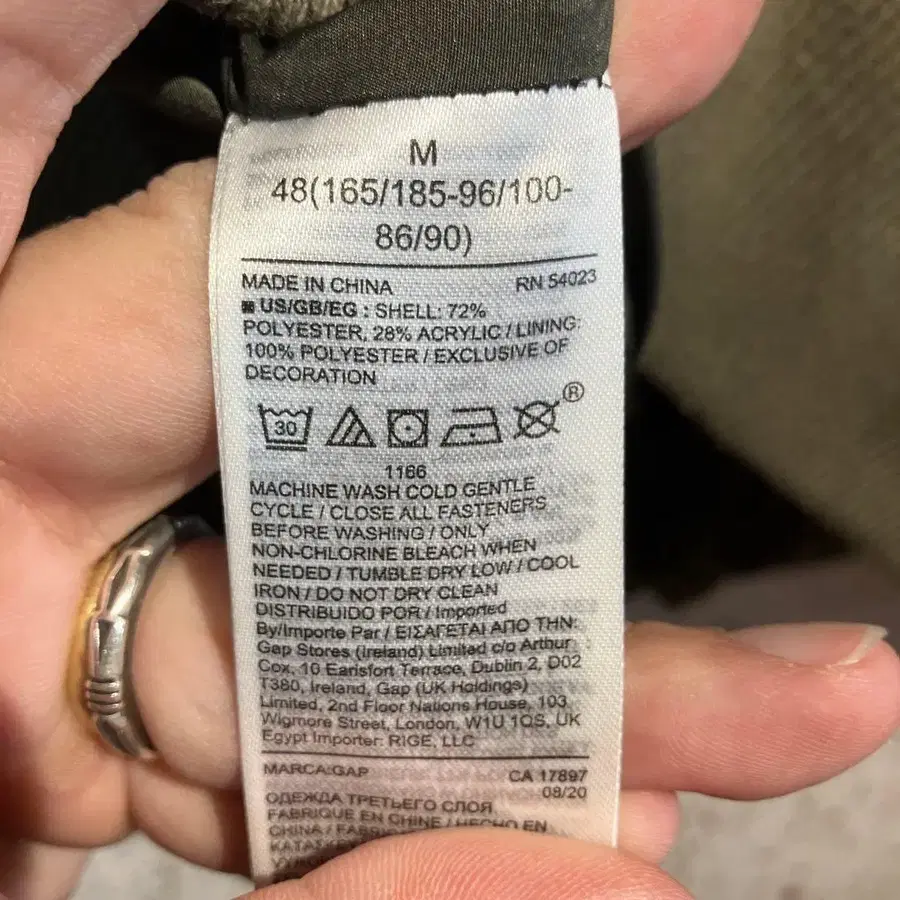 M
48(165/185-96/100-
86/90)
MADE IN CHINA RN 54023
US/GB/EG : SHELL: 72%
POLYESTER, 28% ACRYLIC / LINING:
100% POLYESTER / EXCLUSIVE OF
DECORATION
30 ®
1166
MACHINE WASH COLD GENTLE
CYCLE / CLOSE ALL FASTENERS
BEFORE WASHING / ONLY
NON-CHLORINE BLEACH WHEN
NEEDED / TUMBLE DRY LOW / COOL
IRON / DO NOT DRY CLEAN
DISTRIBUIDO POR / Imported
By/Importe Par / ΕΙΣΑΓΕΤΑΙ ΑΠΟ ΤΗΝ:
Gap Stores (Ireland) Limited c/o Arthur
Cox, 10 Earlsfort Terrace, Dublin 2, D02
T380, Ireland, Gap (UK Holdings)
Limited, 2nd Floor Nations House, 103
Wigmore Street, London, W1U 1QS, UK
Egypt Importer: RIGE, LLC
MARCA:GAP CA 17897
08/20
ОДЕЖДА ТРЕТЬЕГО СЛОЯ
FABRIQUE EN CHINE / HECHO EN
CHINA /